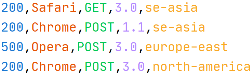 200,Safari,GET,3.0,se-asia
200,Chrome,POST,1.1,se-asia
500,Opera,POST,3.0,europe-east
200,Chrome,POST,3.0,north-america